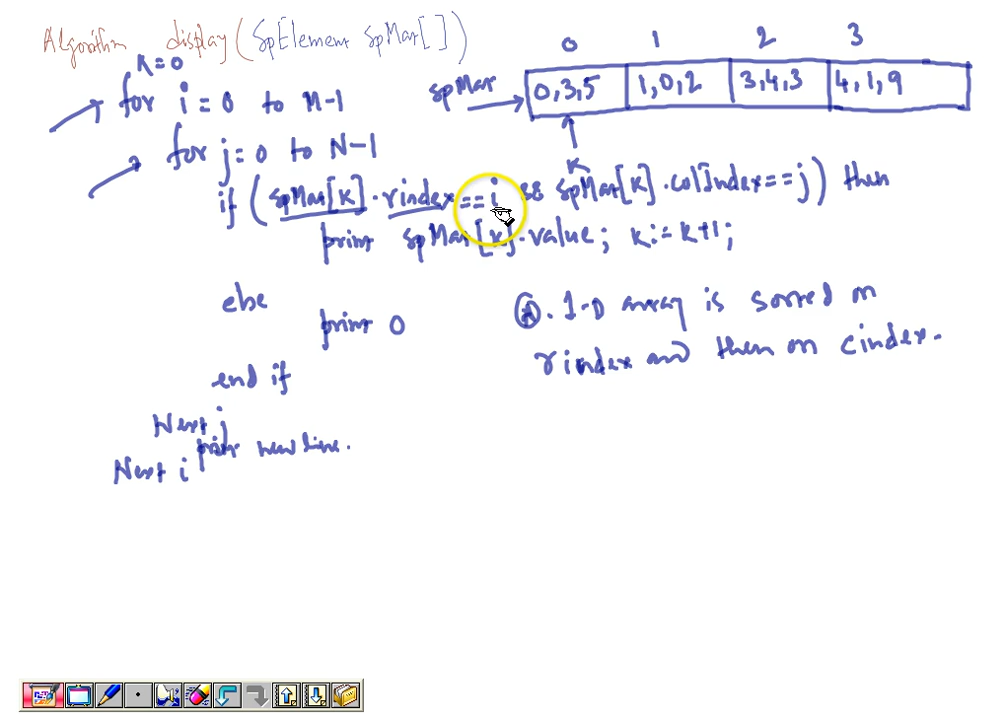 Algorithm display(SpElement SpMat[])
K=0
for i=0 to M-1
for j=0 to N-1
if (spMat[K].rindex==i && spMat[K].colIndex==j) then
print spMat[K].value; K:=K+1;
else
print 0
end if
Next j
print new line.
Next i
0 1 2 3
spMat
0,3,5 1,0,2 3,4,3 4,1,9
K
1-D array is sorted on
rindex and then on cindex.